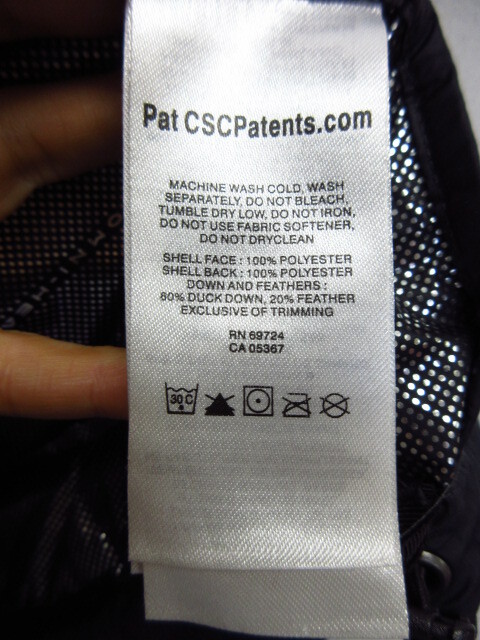 Pat CSCPatents.com
MACHINE WASH COLD, WASH
SEPARATELY, DO NOT BLEACH,
TUMBLE DRY LOW, DO NOT IRON,
DO NOT USE FABRIC SOFTENER,
DO NOT DRYCLEAN
SHELL FACE : 100% POLYESTER
SHELL BACK : 100% POLYESTER
DOWN AND FEATHERS :
80% DUCK DOWN, 20% FEATHER
EXCLUSIVE OF TRIMMING
RN 69724
CA 05367
30 C